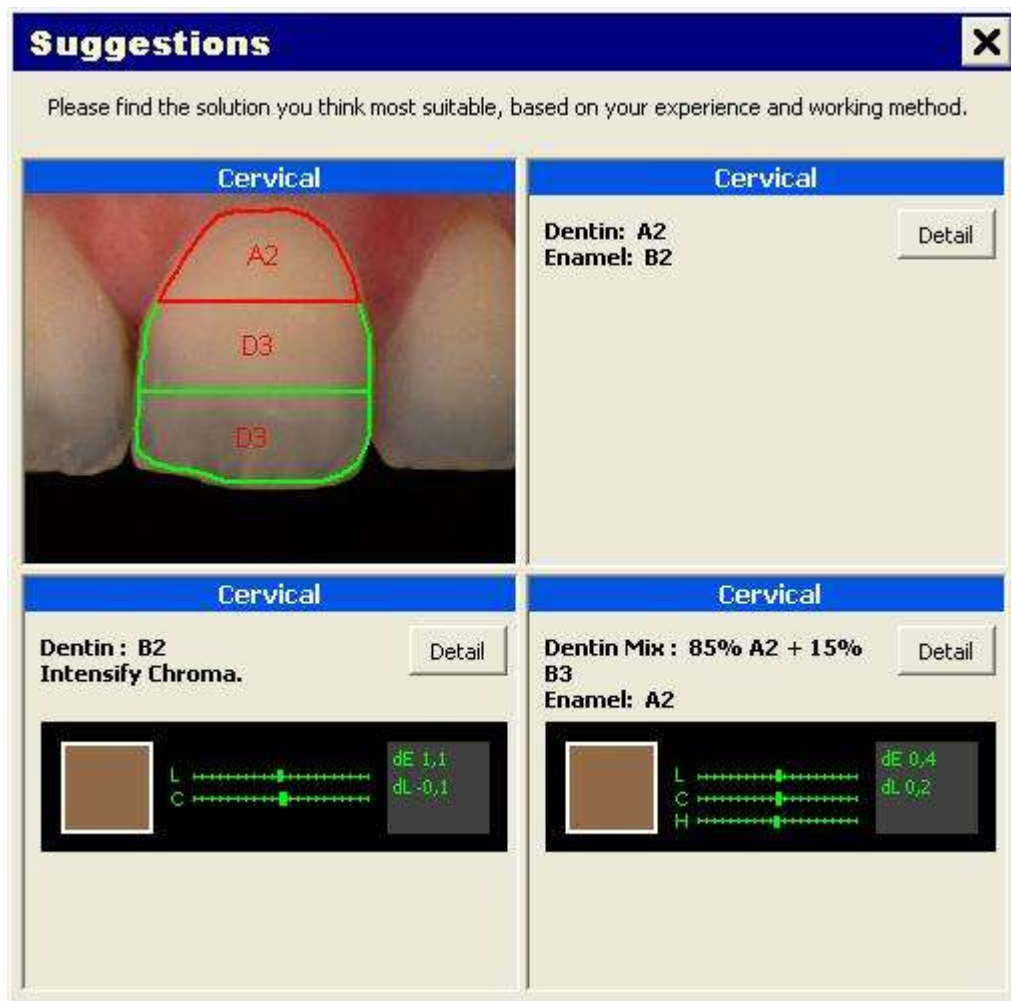 Suggestions
Please find the solution you think most suitable, based on your experience and working method.
Cervical
A2
D3
D3
Cervical
Dentin: A2
Enamel: B2
Detail
Cervical
Dentin : B2
Intensify Chroma.
Detail
L
C
dE 1,1
dL -0,1
Cervical
Dentin Mix : 85% A2 + 15%
B3
Enamel: A2
Detail
L
C
H
dE 0,4
dL 0,2